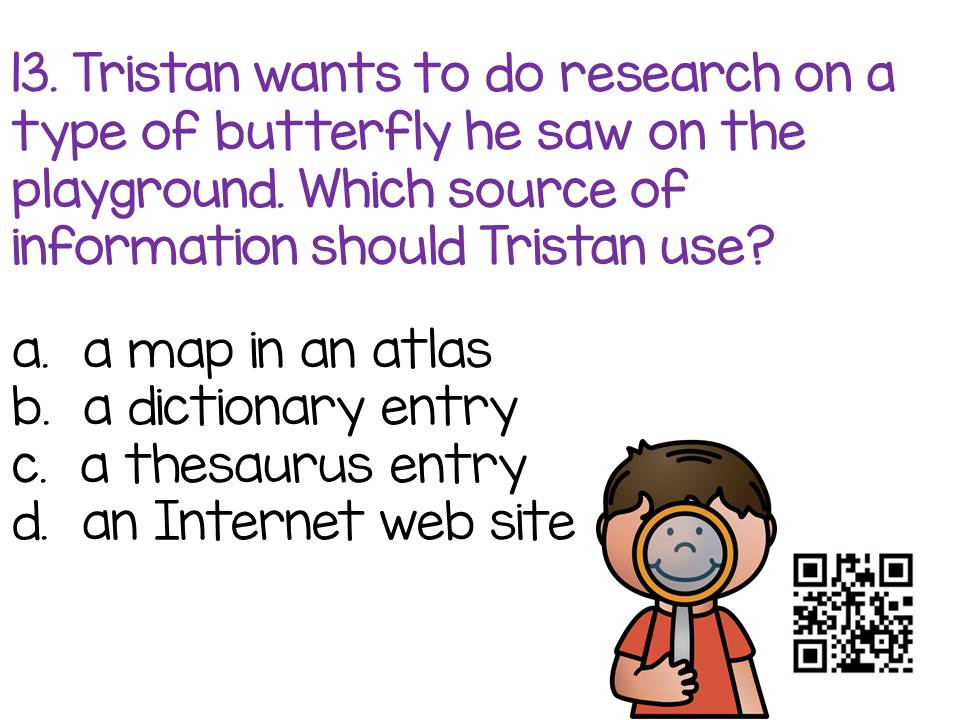 13. Tristan wants to do research on a
type of butterfly he saw on the
playground. Which source of
information should Tristan use?
a. a map in an atlas
b. a dictionary entry
c. a thesaurus entry
d. an Internet web site